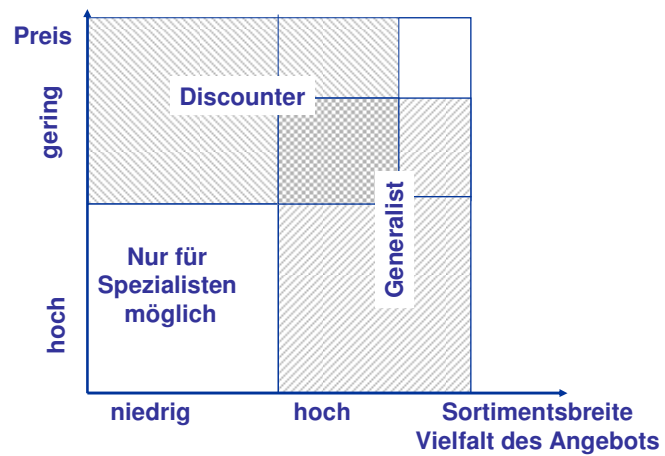 Preis
gering
Discounter
Generalist
Nur für
Spezialisten
möglich
hoch
niedrig
hoch
Sortimentsbreite
Vielfalt des Angebots